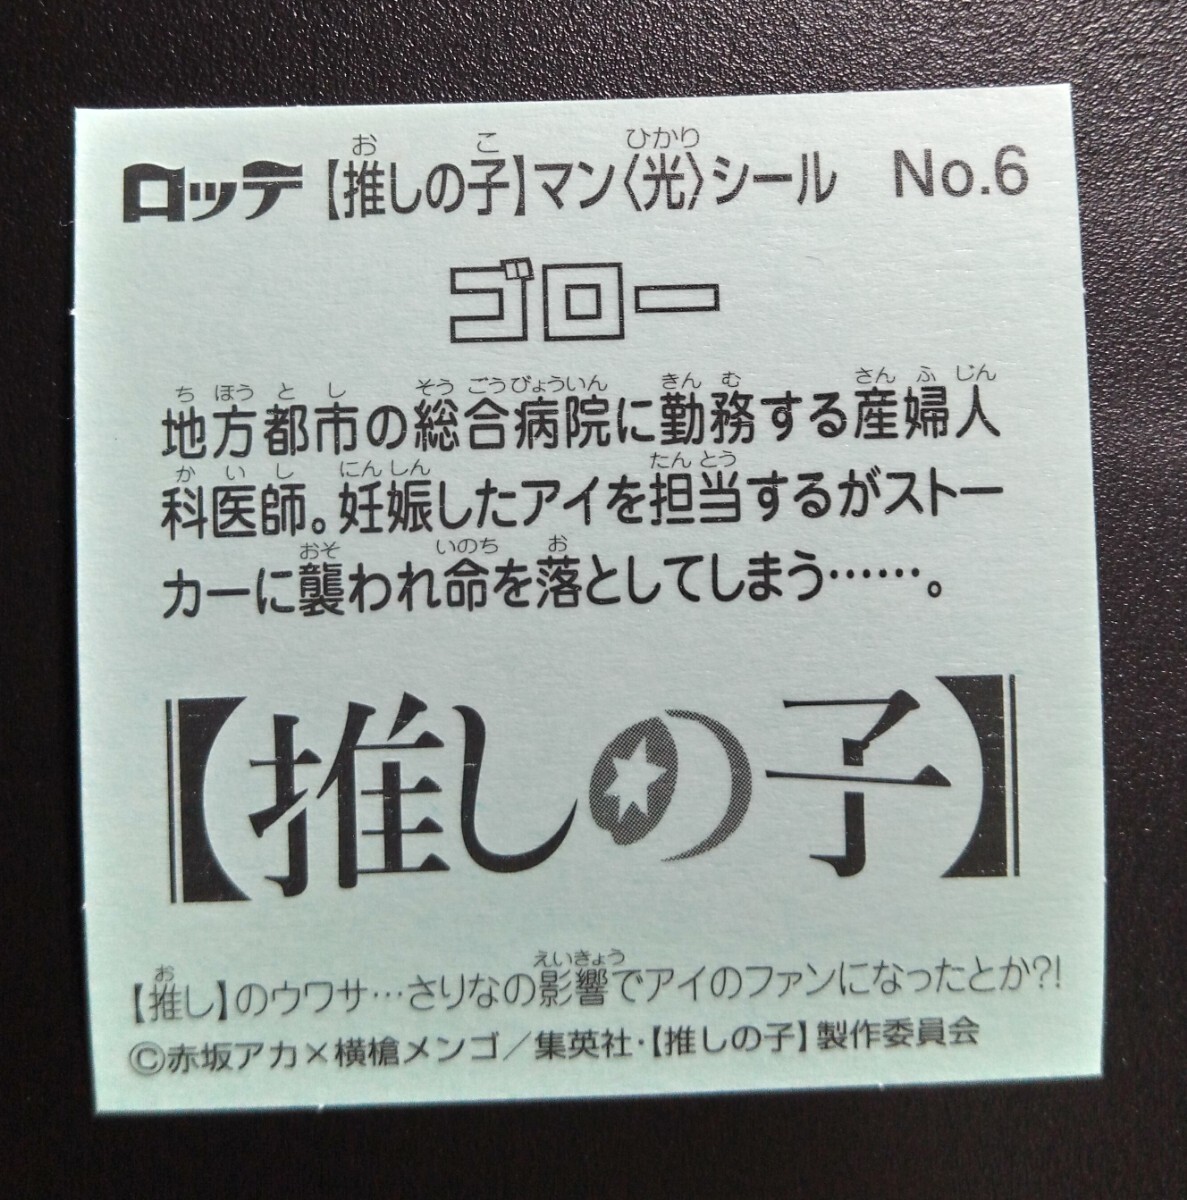 ロッテ 【推しの子】マン〈光〉シール No.6
ゴロー
地方都市の総合病院に勤務する産婦人
科医師。妊娠したアイを担当するがストー
カーに襲われ命を落としてしまう……。
【推しの子】
【推し】のウワサ…さりなの影響でアイのファンになったとか?!
©赤坂アカ×横槍メンゴ/集英社・【推しの子】製作委員会